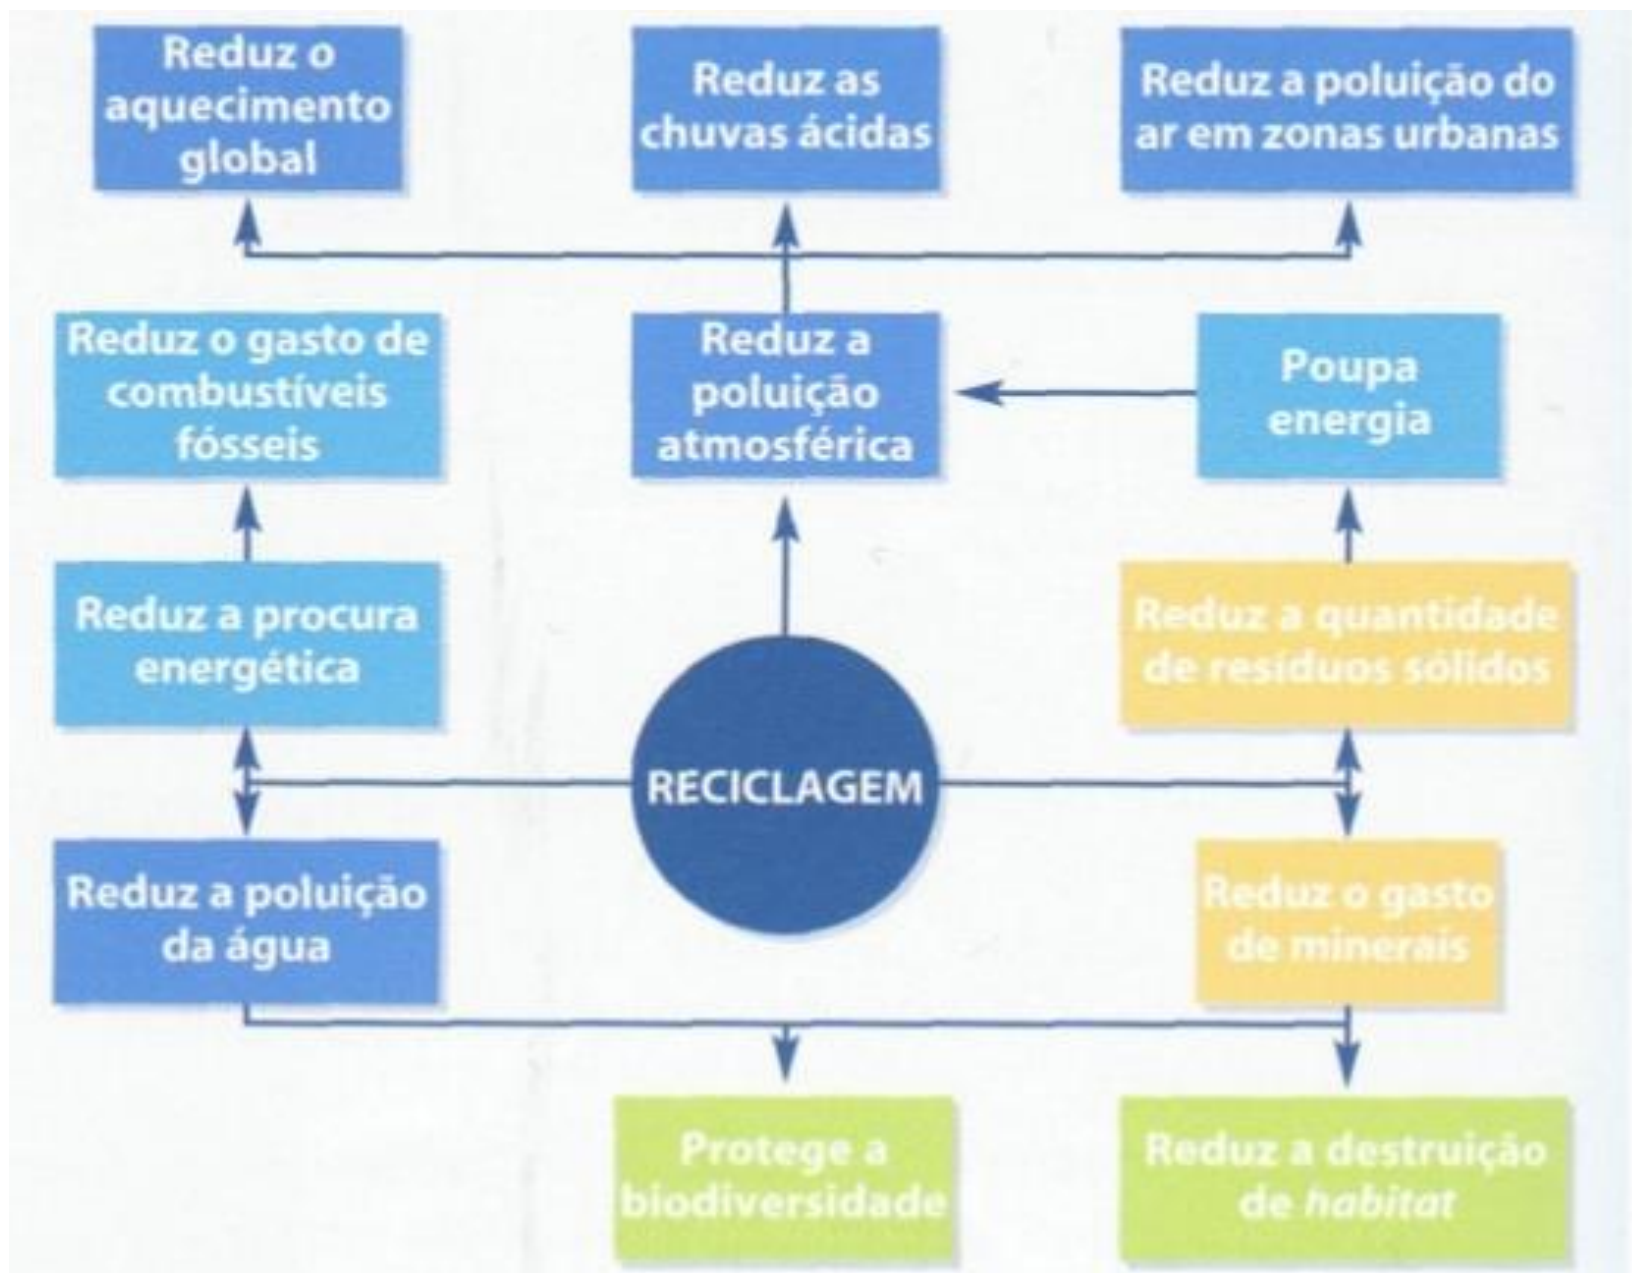 Reduz o
aquecimento
global
Reduz as
chuvas ácidas
Reduz a poluição do
ar em zonas urbanas
Reduz o gasto de
combustíveis
fósseis
Reduz a
poluição
atmosférica
Poupa
energia
Reduz a procura
energética
Reduz a quantidade
de resíduos sólidos
RECICLAGEM
Reduz a poluição
da água
Reduz o gasto
de minerais
Protege a
biodiversidade
Reduz a destruição
de habitat